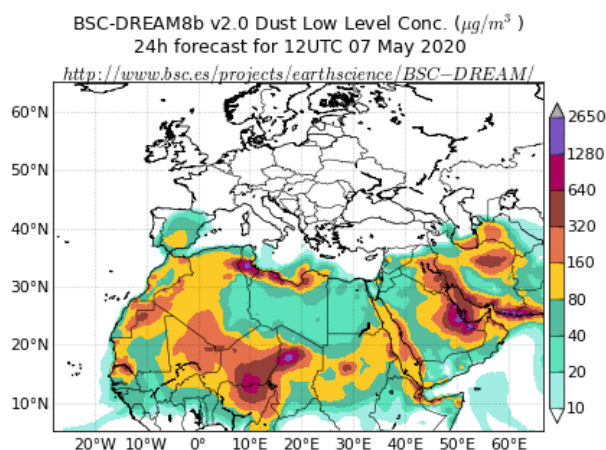 BSC-DREAM8b v2.0 Dust Low Level Conc. (μg/m³ )
24h forecast for 12UTC 07 May 2020
http://www.bsc.es/projects/earthscience/BSC−DREAM/
60°N
50°N
40°N
30°N
20°N
10°N
20°W 10°W 0° 10°E 20°E 30°E 40°E 50°E 60°E
2650
1280
640
320
160
80
40
20
10